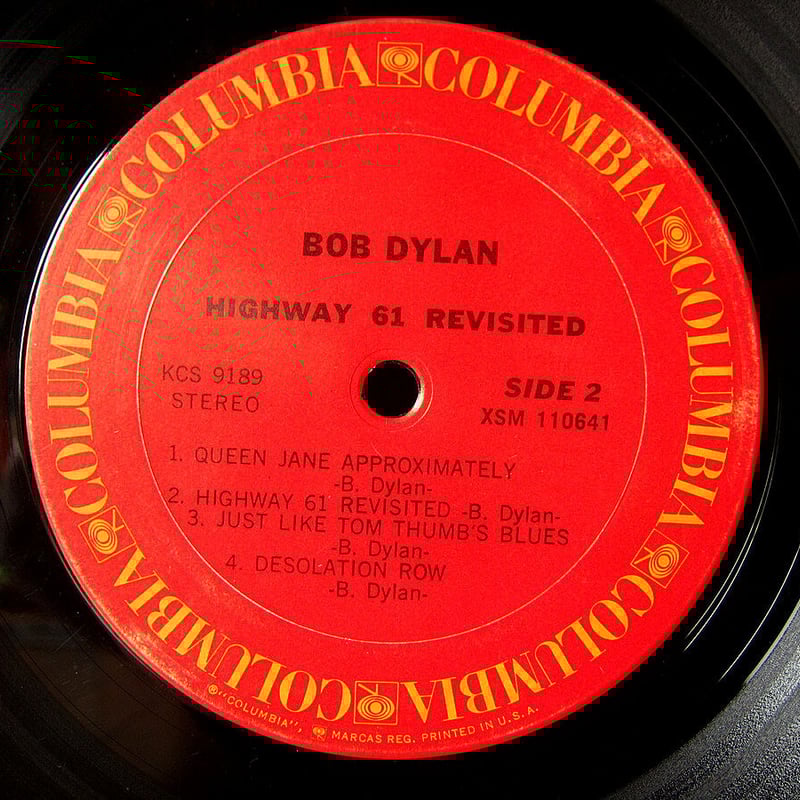 COLUMBIA COLUMBIA COLUMBIA COLUMBIA COLUMBIA COLUMBIA COLUMBIA
BOB DYLAN
HIGHWAY 61 REVISITED
KCS 9189
STEREO
SIDE 2
XSM 110641
1. QUEEN JANE APPROXIMATELY
-B. Dylan-
2. HIGHWAY 61 REVISITED -B. Dylan-
3. JUST LIKE TOM THUMB'S BLUES
-B. Dylan-
4. DESOLATION ROW
-B. Dylan-
®"COLUMBIA", MARCAS REG. PRINTED IN U.S.A.